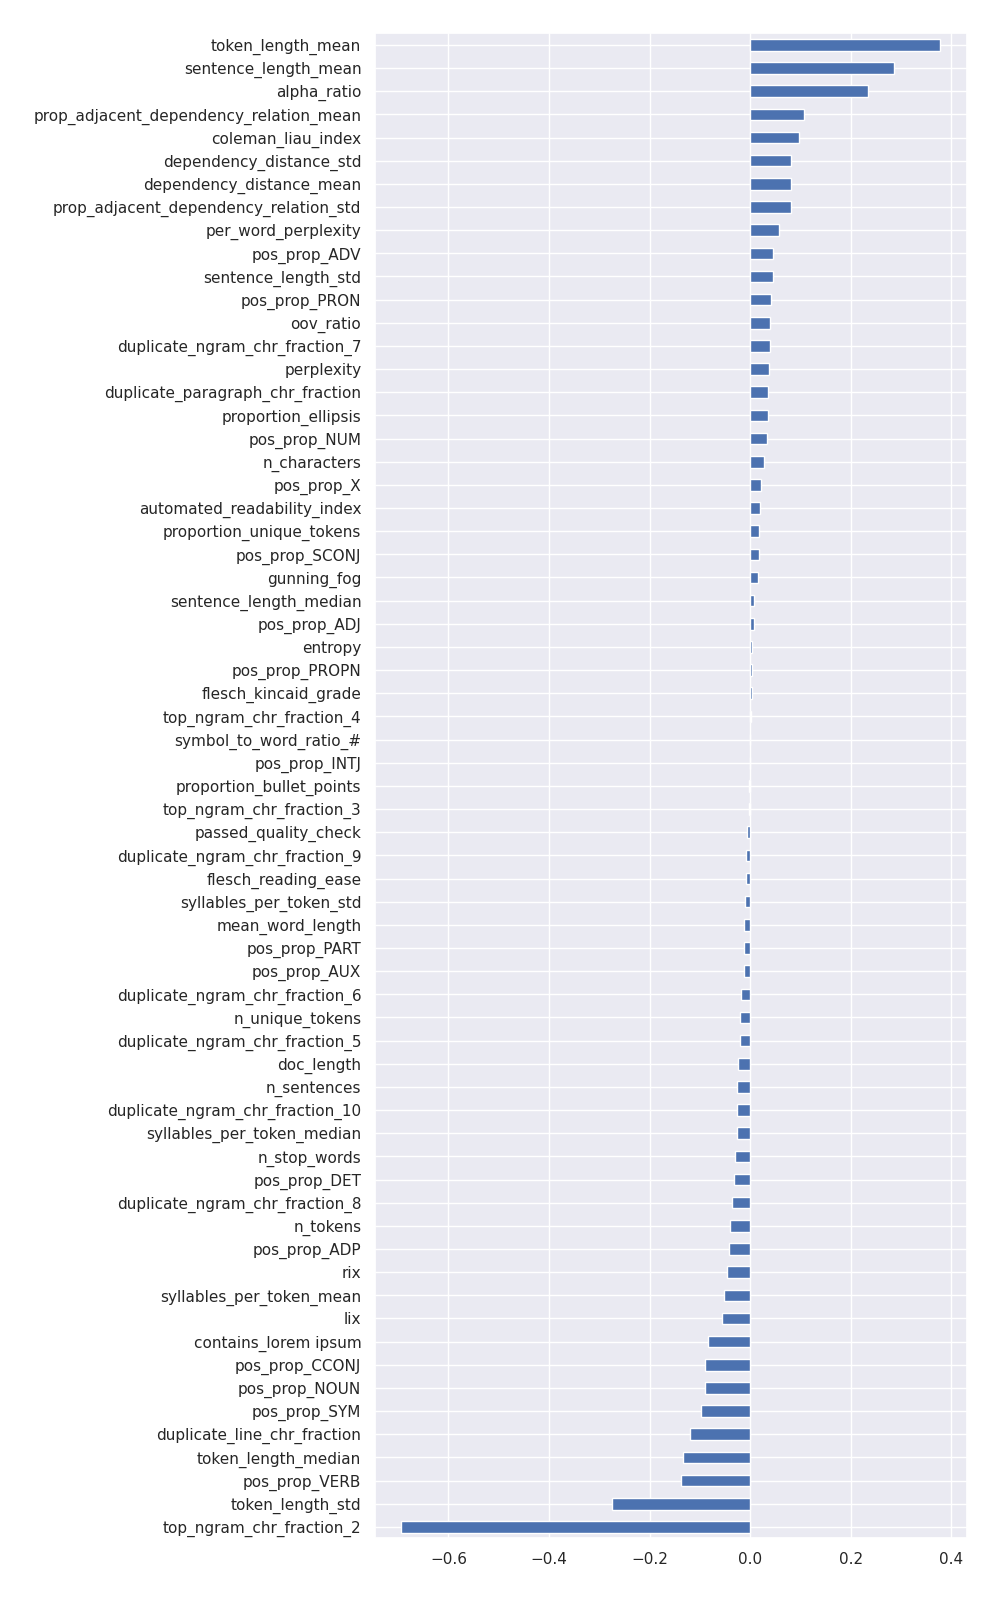 token_length_mean
sentence_length_mean
alpha_ratio
prop_adjacent_dependency_relation_mean
coleman_liau_index
dependency_distance_std
dependency_distance_mean
prop_adjacent_dependency_relation_std
per_word_perplexity
pos_prop_ADV
sentence_length_std
pos_prop_PRON
oov_ratio
duplicate_ngram_chr_fraction_7
perplexity
duplicate_paragraph_chr_fraction
proportion_ellipsis
pos_prop_NUM
n_characters
pos_prop_X
automated_readability_index
proportion_unique_tokens
pos_prop_SCONJ
gunning_fog
sentence_length_median
pos_prop_ADJ
entropy
pos_prop_PROPN
flesch_kincaid_grade
top_ngram_chr_fraction_4
symbol_to_word_ratio_#
pos_prop_INTJ
proportion_bullet_points
top_ngram_chr_fraction_3
passed_quality_check
duplicate_ngram_chr_fraction_9
flesch_reading_ease
syllables_per_token_std
mean_word_length
pos_prop_PART
pos_prop_AUX
duplicate_ngram_chr_fraction_6
n_unique_tokens
duplicate_ngram_chr_fraction_5
doc_length
n_sentences
duplicate_ngram_chr_fraction_10
syllables_per_token_median
n_stop_words
pos_prop_DET
duplicate_ngram_chr_fraction_8
n_tokens
pos_prop_ADP
rix
syllables_per_token_mean
lix
contains_lorem ipsum
pos_prop_CCONJ
pos_prop_NOUN
pos_prop_SYM
duplicate_line_chr_fraction
token_length_median
pos_prop_VERB
token_length_std
top_ngram_chr_fraction_2
−0.6 −0.4 −0.2 0.0 0.2 0.4